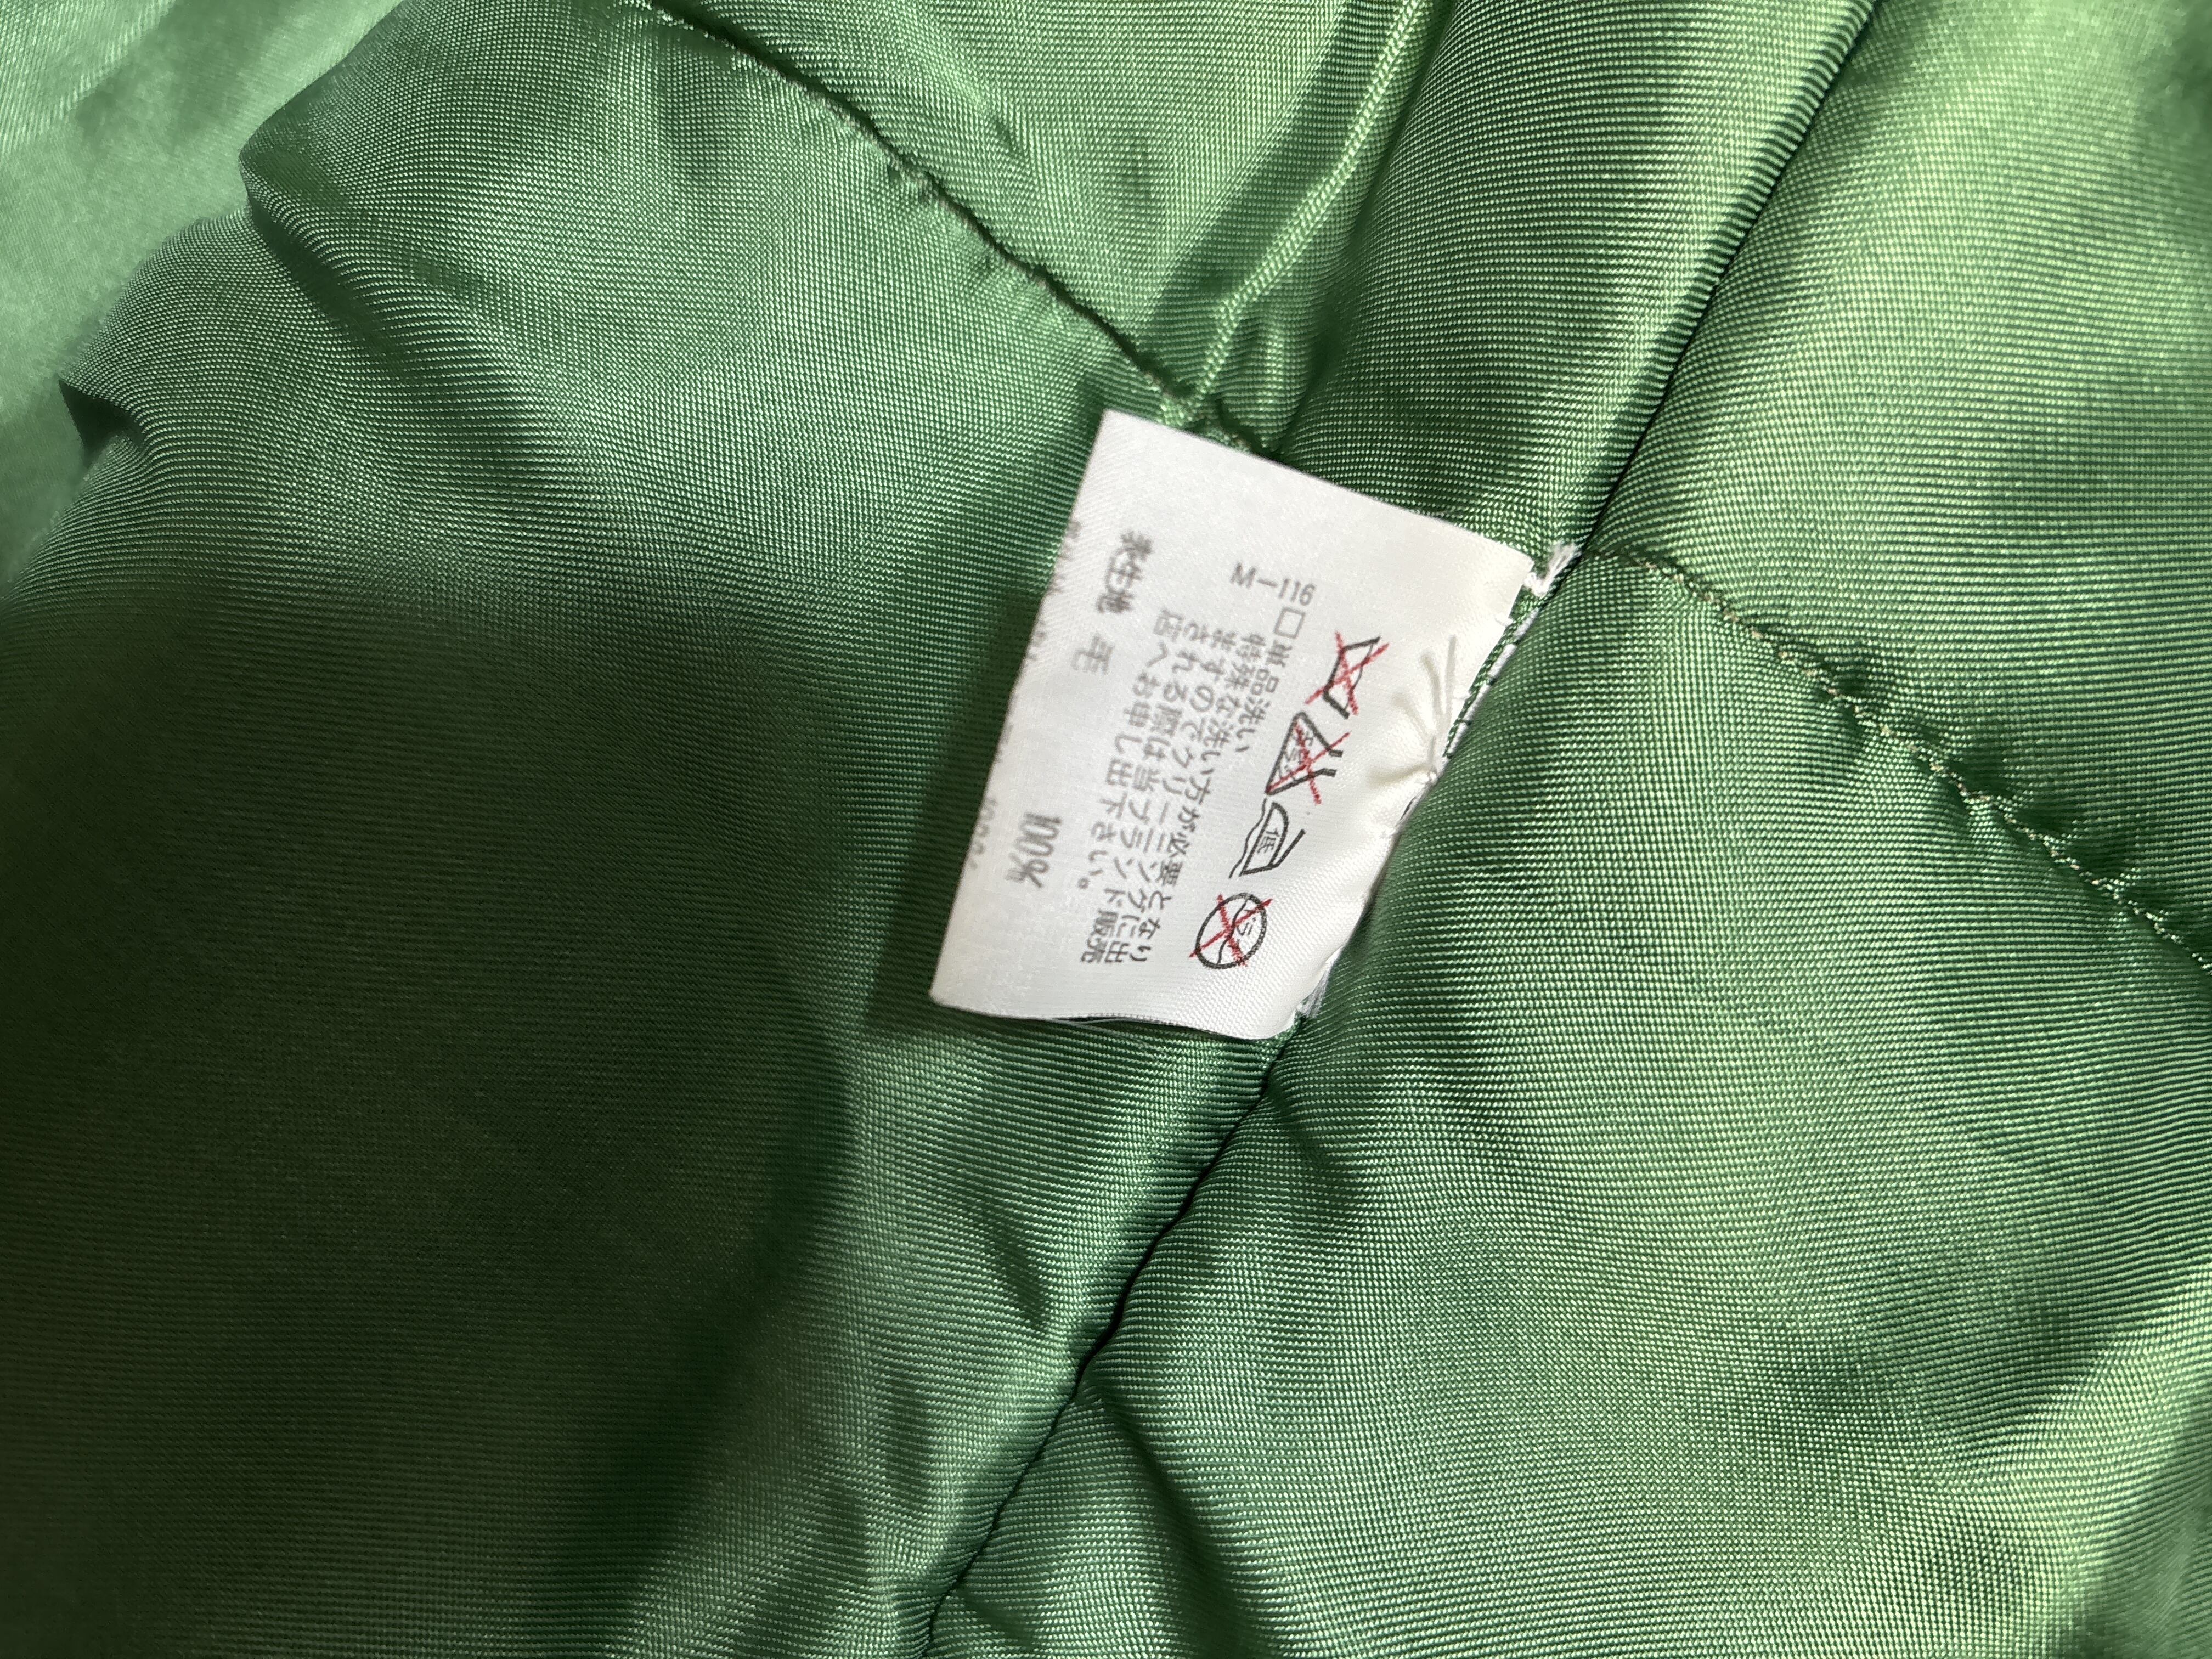 低
M-116
□単品洗い
特殊な洗い方が必要となり
ますのでクリーニングに出
される際は当ブランド販売
店へお申し出下さい。
表生地 毛 100%